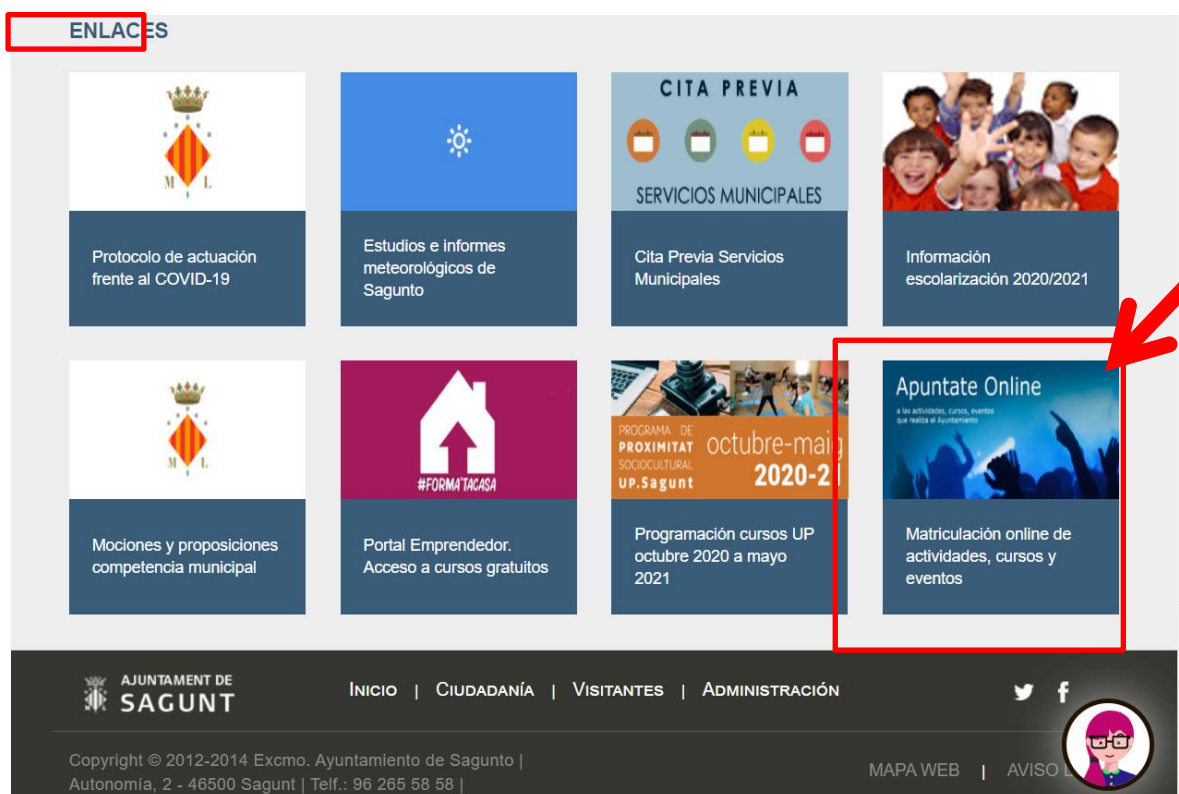 ENLACES
M L
Protocolo de actuación
frente al COVID-19
Estudios e informes
meteorológicos de
Sagunto
CITA PREVIA
SERVICIOS MUNICIPALES
Cita Previa Servicios
Municipales
Información
escolarización 2020/2021
M L
Mociones y proposiciones
competencia municipal
#FORMA'TACASA
Portal Emprendedor.
Acceso a cursos gratuitos
PROGRAMA DE
PROXIMITAT
SOCIOCULTURAL
UP.Sagunt
octubre-maig
2020-21
Programación cursos UP
octubre 2020 a mayo
2021
Apuntate Online
a las actividades, cursos, eventos
que realiza el Ayuntamiento
Matriculación online de
actividades, cursos y
eventos
AJUNTAMENT DE
SAGUNT
INICIO | CIUDADANÍA | VISITANTES | ADMINISTRACIÓN
Copyright © 2012-2014 Excmo. Ayuntamiento de Sagunto |
Autonomía, 2 - 46500 Sagunt | Telf.: 96 265 58 58 |
MAPA WEB | AVISO